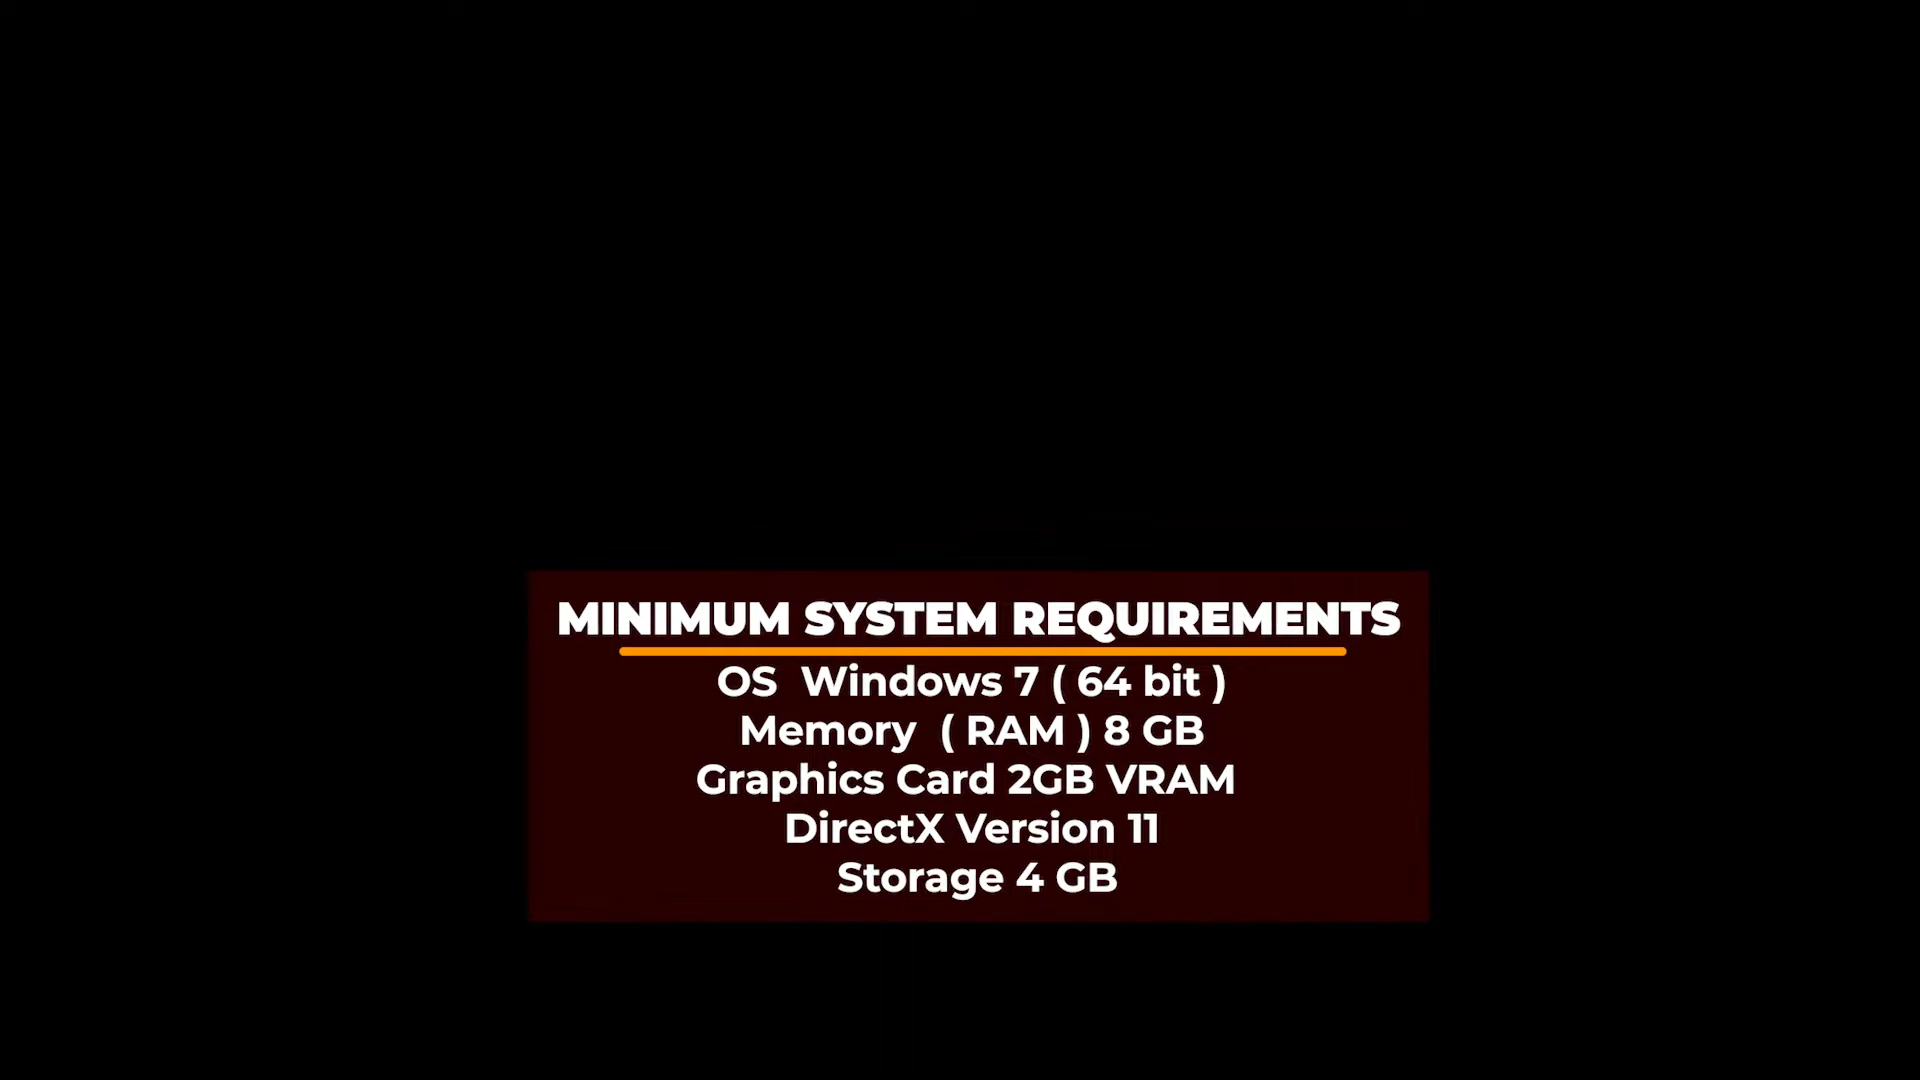 MINIMUM SYSTEM REQUIREMENTS
OS  Windows 7 ( 64 bit )
Memory  ( RAM ) 8 GB
Graphics Card 2GB VRAM
DirectX Version 11
Storage 4 GB